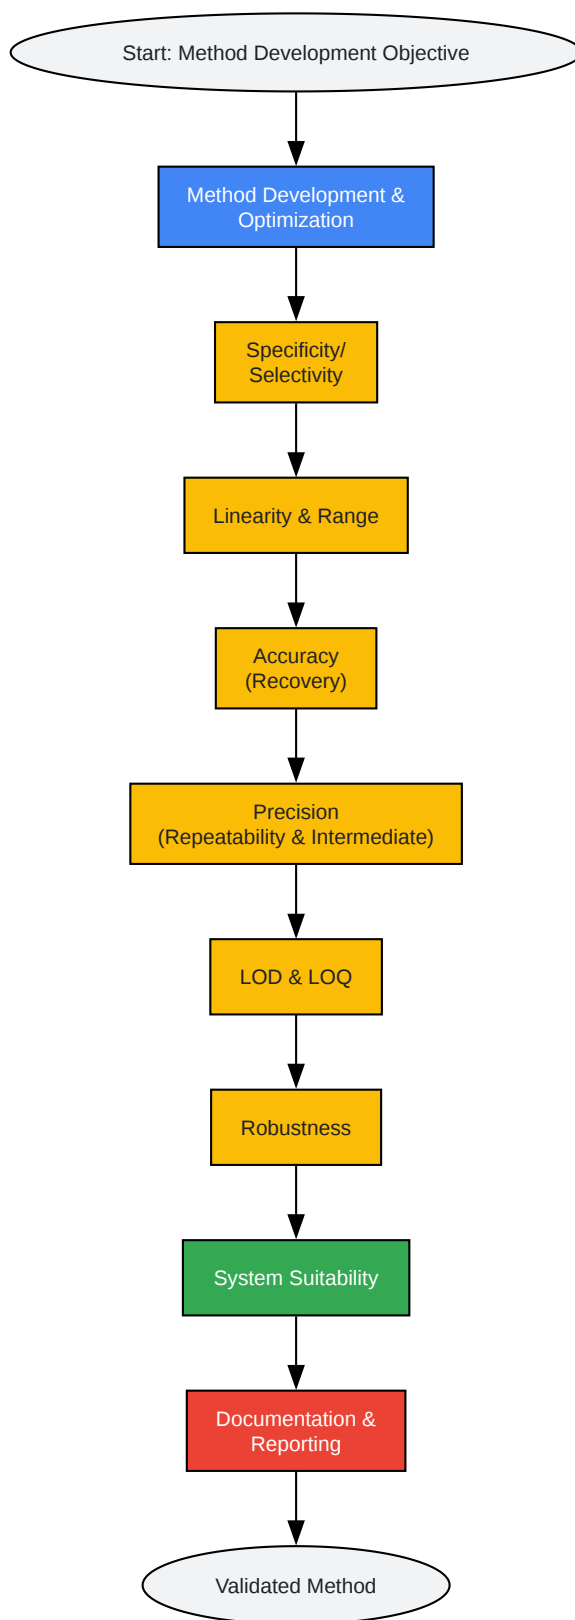 Start: Method Development Objective
Method Development &
Optimization
Specificity/
Selectivity
Linearity & Range
Accuracy
(Recovery)
Precision
(Repeatability & Intermediate)
LOD & LOQ
Robustness
System Suitability
Documentation &
Reporting
Validated Method